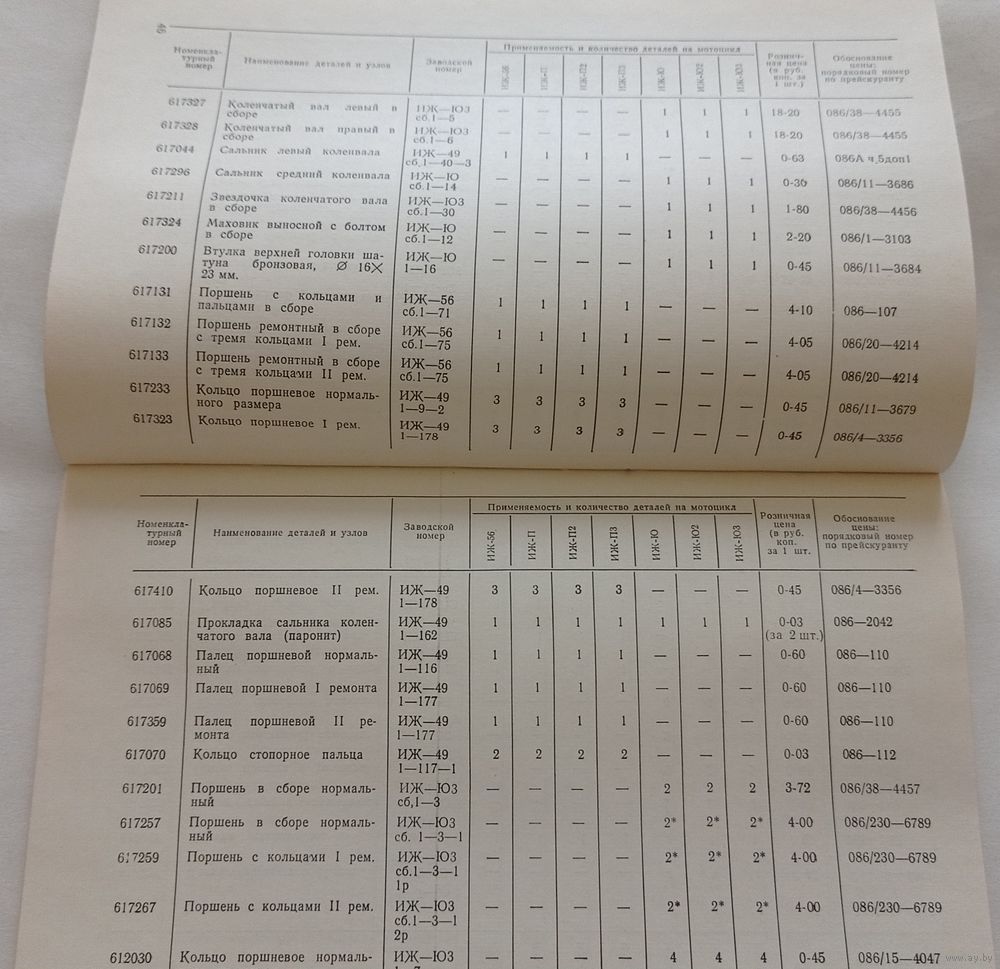 46
Номенкла-
турный
номер
Наименование деталей и узлов
Заводской
номер
Применяемость и количество деталей на мотоцикл
ИЖ-56 ИЖ-П ИЖ-П2 ИЖ-П3 ИЖ-Ю ИЖ-Ю2 ИЖ-Ю3
Рознич-
ная цена
(в руб.
коп. за
1 шт.)
Обоснование
цены:
порядковый номер
по прейскуранту
617327 Коленчатый вал левый в ИЖ—Ю3 — — — — 1 1 1 18-20 086/38—4455
сборе сб.1—5
617328 Коленчатый вал правый в ИЖ—Ю3 — — — — 1 1 1 18-20 086/38—4455
сборе сб.1—6
617044 Сальник левый коленвала ИЖ—49 1 1 1 1 — — — 0-63 086А ч.5доп1
сб.1—40—3
617296 Сальник средний коленвала ИЖ—Ю — — — — 1 1 1 0-30 086/11—3686
сб.1—14
617211 Звездочка коленчатого вала ИЖ—Ю3 — — — — 1 1 1 1-80 086/38—4456
в сборе сб.1—30
617324 Маховик выносной с болтом ИЖ—Ю — — — — 1 1 1 2-20 086/1—3103
в сборе сб.1—12
617200 Втулка верхней головки ша- ИЖ—Ю — — — — 1 1 1 0-45 086/11—3684
туна бронзовая, ∅ 16× 1—16
23 мм.
617131 Поршень с кольцами и ИЖ—56 1 1 1 1 — — — 4-10 086—107
пальцами в сборе сб.1—71
617132 Поршень ремонтный в сборе ИЖ—56 1 1 1 1 — — — 4-05 086/20—4214
с тремя кольцами I рем. сб.1—75
617133 Поршень ремонтный в сборе ИЖ—56 1 1 1 1 — — — 4-05 086/20—4214
с тремя кольцами II рем. сб.1—75
617233 Кольцо поршневое нормаль- ИЖ—49 3 3 3 3 — — — 0-45 086/11—3679
ного размера 1—9—2
617323 Кольцо поршневое I рем. ИЖ—49 3 3 3 3 — — — 0-45 086/4—3356
1—178
Номенкла-
турный
номер
Наименование деталей и узлов
Заводской
номер
Применяемость и количество деталей на мотоцикл
ИЖ-56 ИЖ-П ИЖ-П2 ИЖ-П3 ИЖ-Ю ИЖ-Ю2 ИЖ-Ю3
Розничная
цена
(в руб.
коп.
за 1 шт.
Обоснование
цены:
порядковый номер
по прейскуранту
617410 Кольцо поршневое II рем. ИЖ—49 3 3 3 3 — — — 0-45 086/4—3356
1—178
617085 Прокладка сальника колен- ИЖ—49 1 1 1 1 1 1 1 0-03 086—2042
чатого вала (паронит) 1—162 (за 2 шт.)
617068 Палец поршневой нормаль- ИЖ—49 1 1 1 1 — — — 0-60 086—110
ный 1—116
617069 Палец поршневой I ремонта ИЖ—49 1 1 1 1 — — — 0-60 086—110
1—177
617359 Палец поршневой II ре- ИЖ—49 1 1 1 1 — — — 0-60 086—110
монта 1—177
617070 Кольцо стопорное пальца ИЖ—49 2 2 2 2 — — — 0-03 086—112
1—117—1
617201 Поршень в сборе нормаль- ИЖ—Ю3 — — — — 2 2 2 3-72 086/38—4457
ный сб,1—3
617257 Поршень в сборе нормаль- ИЖ—Ю3 — — — — 2* 2* 2* 4-00 086/230—6789
ный сб. 1—3—1
617259 Поршень с кольцами I рем. ИЖ—Ю3 — — — — 2* 2* 2* 4-00 086/230—6789
сб.1—3—1
1р
617267 Поршень с кольцами II рем. ИЖ—Ю3 — — — — 2* 2* 2* 4-00 086/230—6789
сб.1—3—1
2р
612030 Кольцо поршневое нормаль- ИЖ—Ю3 — — — — 4 4 4 0-45 086/15—4047
www.ay.by